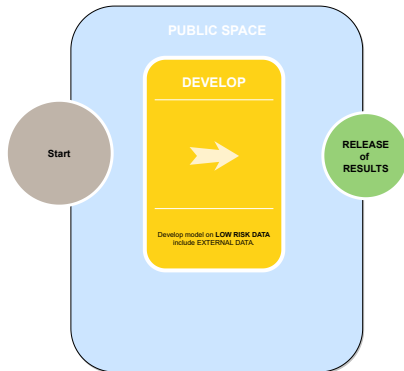 PUBLIC SPACE
DEVELOP
Start
RELEASE
of
RESULTS
Develop model on LOW RISK DATA
include EXTERNAL DATA.